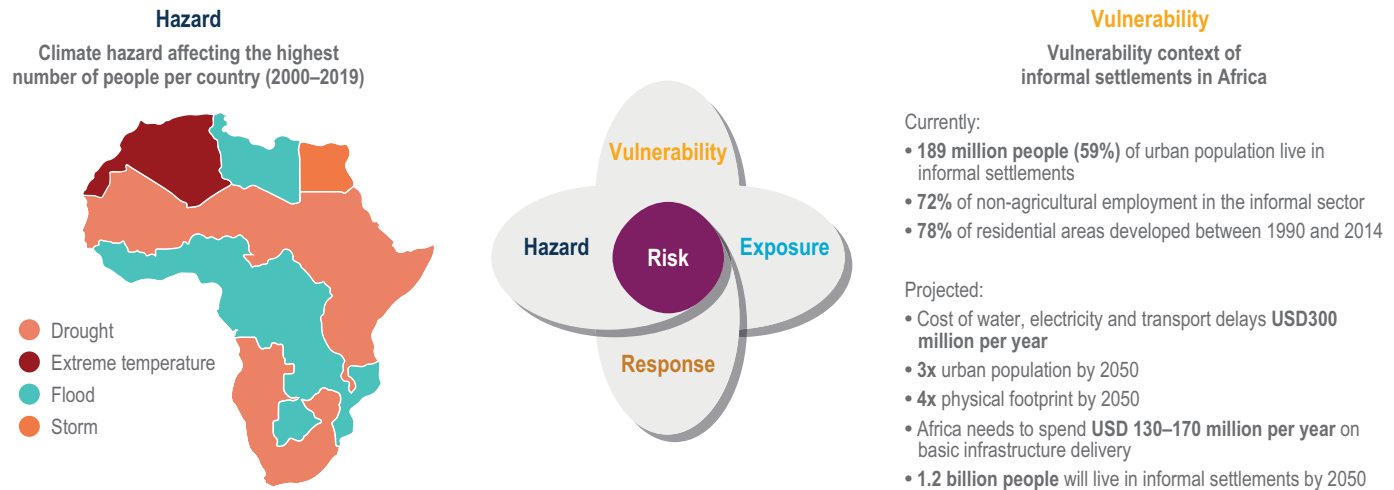 Hazard
Climate hazard affecting the highest
number of people per country (2000–2019)
Drought
Extreme temperature
Flood
Storm
Vulnerability
Hazard
Risk
Exposure
Response
Vulnerability
Vulnerability context of
informal settlements in Africa
Currently:
• 189 million people (59%) of urban population live in
informal settlements
• 72% of non-agricultural employment in the informal sector
• 78% of residential areas developed between 1990 and 2014
Projected:
• Cost of water, electricity and transport delays USD300
million per year
• 3x urban population by 2050
• 4x physical footprint by 2050
• Africa needs to spend USD 130–170 million per year on
basic infrastructure delivery
• 1.2 billion people will live in informal settlements by 2050